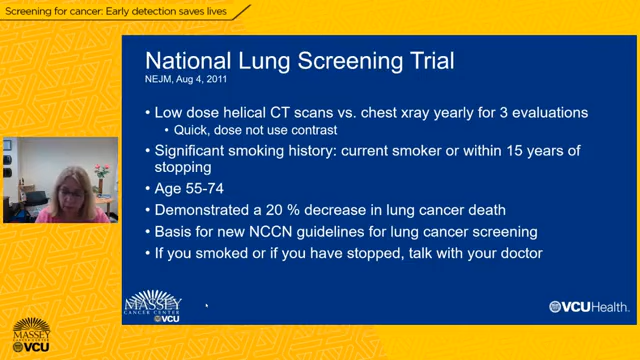 Screening for cancer: Early detection saves lives
National Lung Screening Trial
NEJM, Aug 4, 2011
• Low dose helical CT scans vs. chest xray yearly for 3 evaluations
• Quick, dose not use contrast
• Significant smoking history: current smoker or within 15 years of
stopping
• Age 55-74
• Demonstrated a 20 % decrease in lung cancer death
• Basis for new NCCN guidelines for lung cancer screening
• If you smoked or if you have stopped, talk with your doctor
MASSEY
CANCER CENTER
VCU
VCUHealth.
MASSEY
CANCER CENTER
VCU